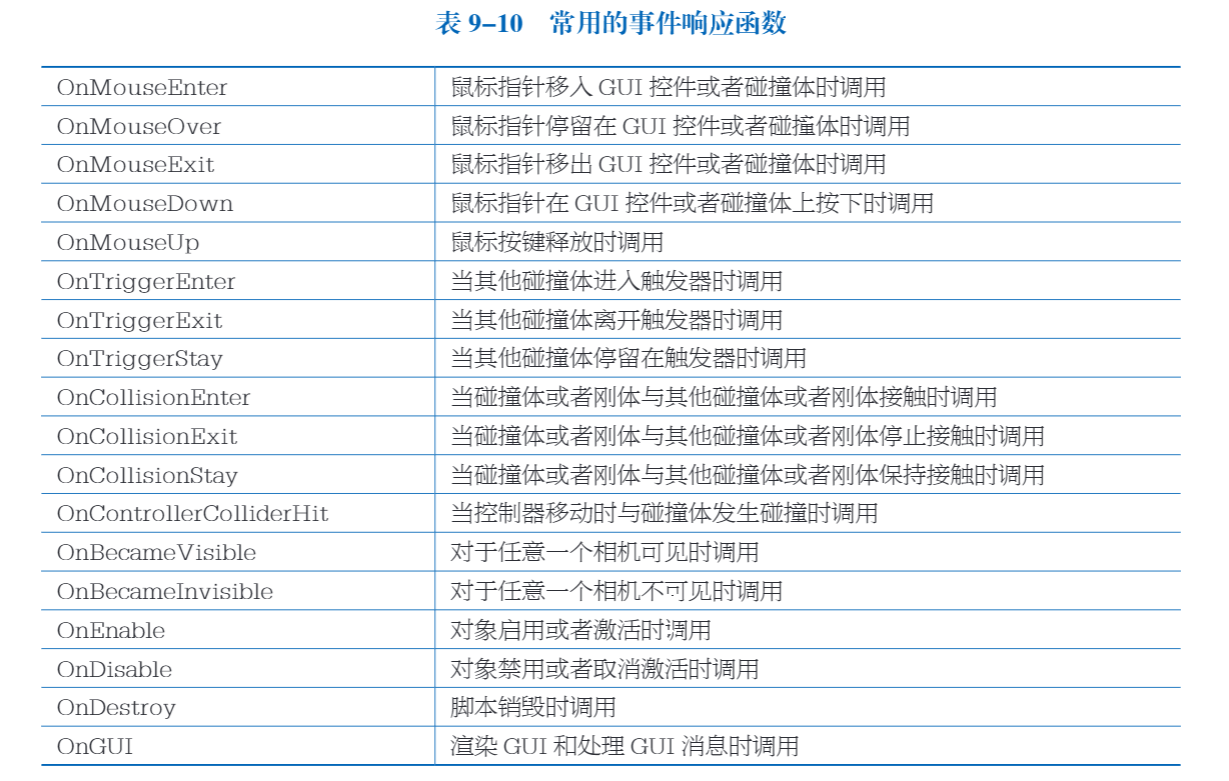 表 9–10 常用的事件响应函数
OnMouseEnter 鼠标指针移入 GUI 控件或者碰撞体时调用
OnMouseOver 鼠标指针停留在 GUI 控件或者碰撞体时调用
OnMouseExit 鼠标指针移出 GUI 控件或者碰撞体时调用
OnMouseDown 鼠标指针在 GUI 控件或者碰撞体上按下时调用
OnMouseUp 鼠标按键释放时调用
OnTriggerEnter 当其他碰撞体进入触发器时调用
OnTriggerExit 当其他碰撞体离开触发器时调用
OnTriggerStay 当其他碰撞体停留在触发器时调用
OnCollisionEnter 当碰撞体或者刚体与其他碰撞体或者刚体接触时调用
OnCollisionExit 当碰撞体或者刚体与其他碰撞体或者刚体停止接触时调用
OnCollisionStay 当碰撞体或者刚体与其他碰撞体或者刚体保持接触时调用
OnControllerColliderHit 当控制器移动时与碰撞体发生碰撞时调用
OnBecameVisible 对于任意一个相机可见时调用
OnBecameInvisible 对于任意一个相机不可见时调用
OnEnable 对象启用或者激活时调用
OnDisable 对象禁用或者取消激活时调用
OnDestroy 脚本销毁时调用
OnGUI 渲染 GUI 和处理 GUI 消息时调用